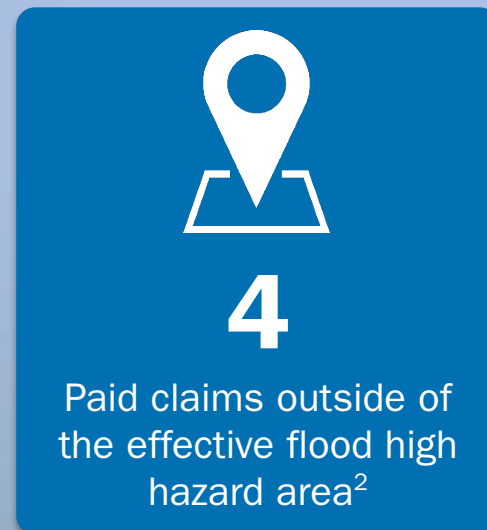 4
Paid claims outside of
the effective flood high
hazard area²